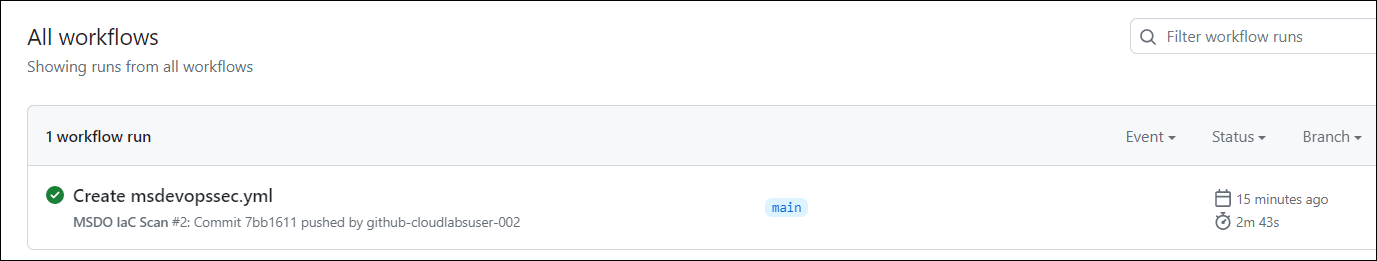 All workflows
Filter workflow runs
Showing runs from all workflows
1 workflow run
Event
Status
Branch
Create msdevopssec.yml
MSDO IaC Scan #2: Commit 7bb1611 pushed by github-cloudlabsuser-002
main
15 minutes ago
2m 43s